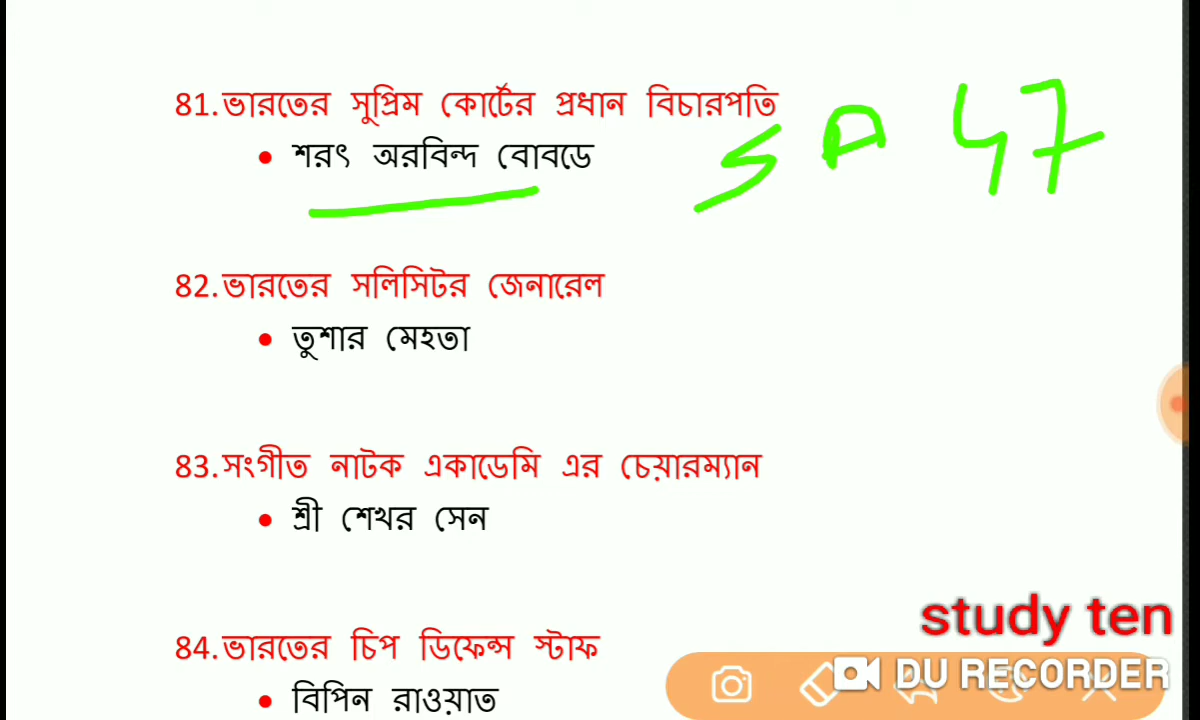 81.ভারতের সুপ্রিম কোর্টের প্রধান বিচারপতি
• শরৎ অরবিন্দ বোবডে
SA 47
82.ভারতের সলিসিটর জেনারেল
• তুশার মেহতা
83.সংগীত নাটক একাডেমি এর চেয়ারম্যান
• শ্রী শেখর সেন
84.ভারতের চিপ ডিফেন্স স্টাফ
• বিপিন রাওয়াত
study ten
DU RECORDER